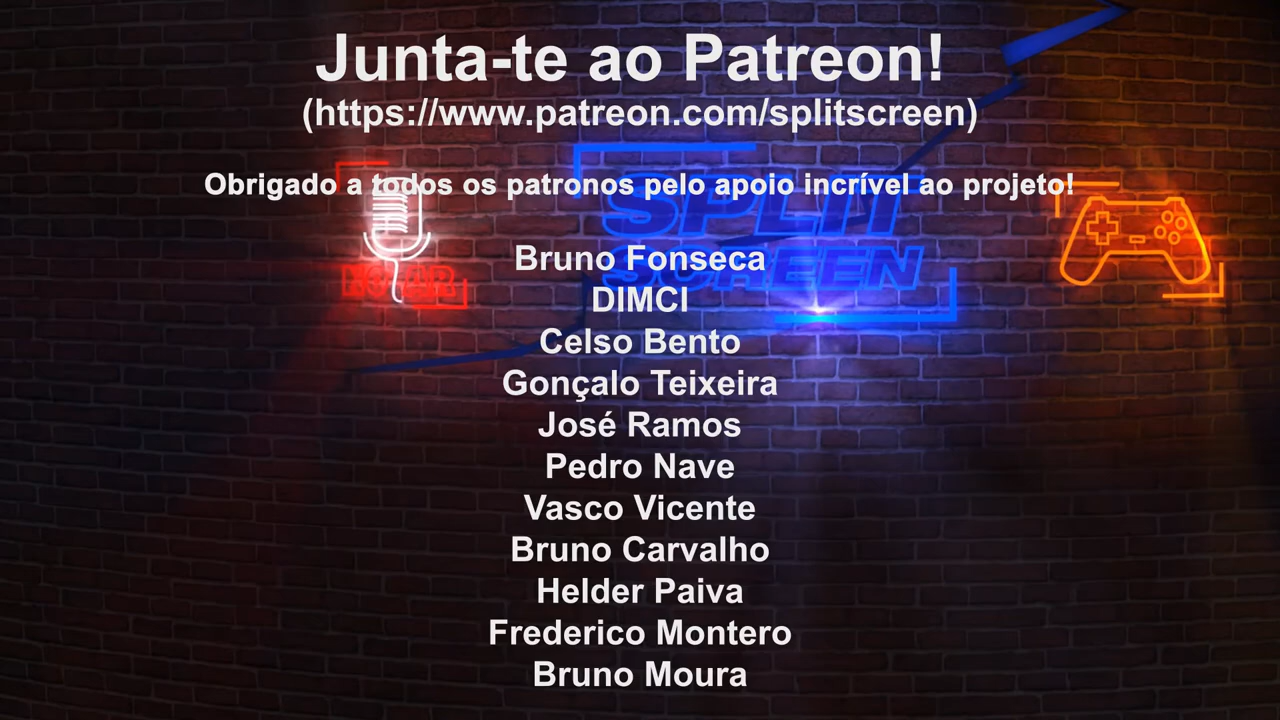 Junta-te ao Patreon!
(https://www.patreon.com/splitscreen)
Obrigado a todos os patronos pelo apoio incrível ao projeto!
SPLIT
SCREEN
Bruno Fonseca
DIMCI
Celso Bento
Gonçalo Teixeira
José Ramos
Pedro Nave
Vasco Vicente
Bruno Carvalho
Helder Paiva
Frederico Montero
Bruno Moura